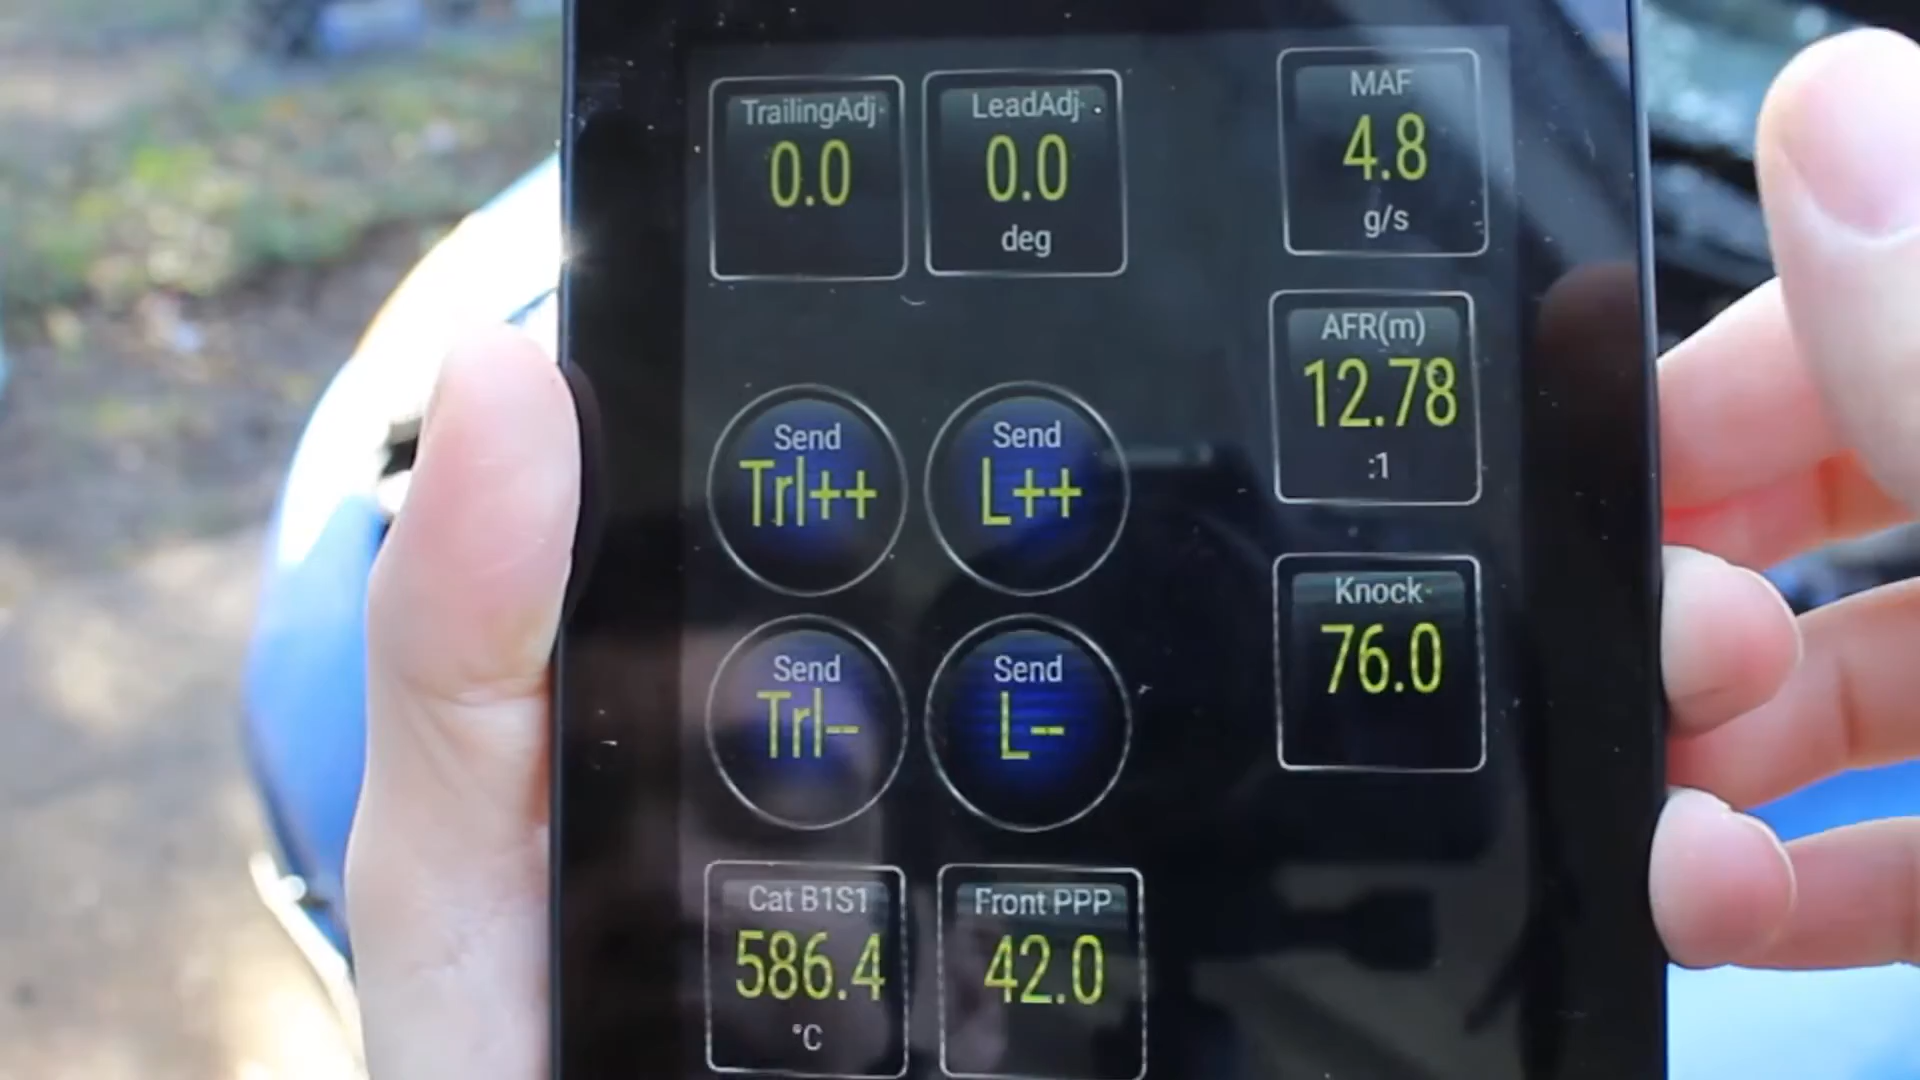 TrailingAdj
0.0
LeadAdj
0.0
deg
MAF
4.8
g/s
AFR(m)
12.78
:1
Send
Trl++
Send
L++
Knock
76.0
Send
Trl--
Send
L--
Cat B1S1
586.4
°C
Front PPP
42.0